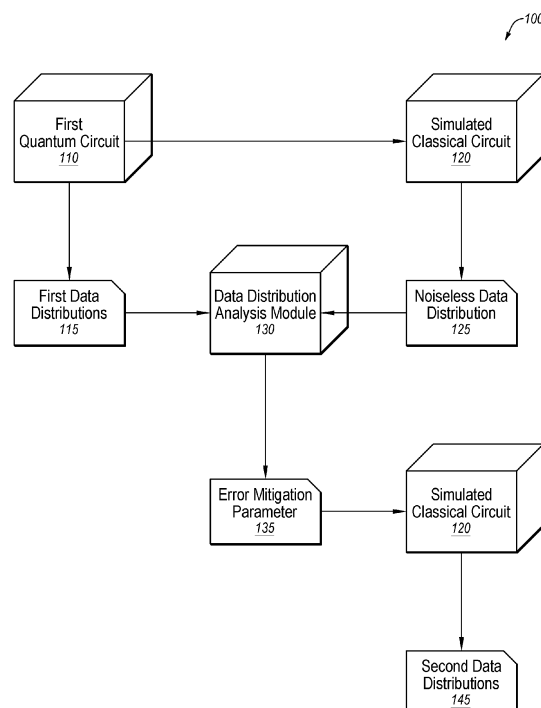 100
First
Quantum Circuit
110
Simulated
Classical Circuit
120
First Data
Distributions
115
Data Distribution
Analysis Module
130
Noiseless Data
Distribution
125
Error Mitigation
Parameter
135
Simulated
Classical Circuit
120
Second Data
Distributions
145